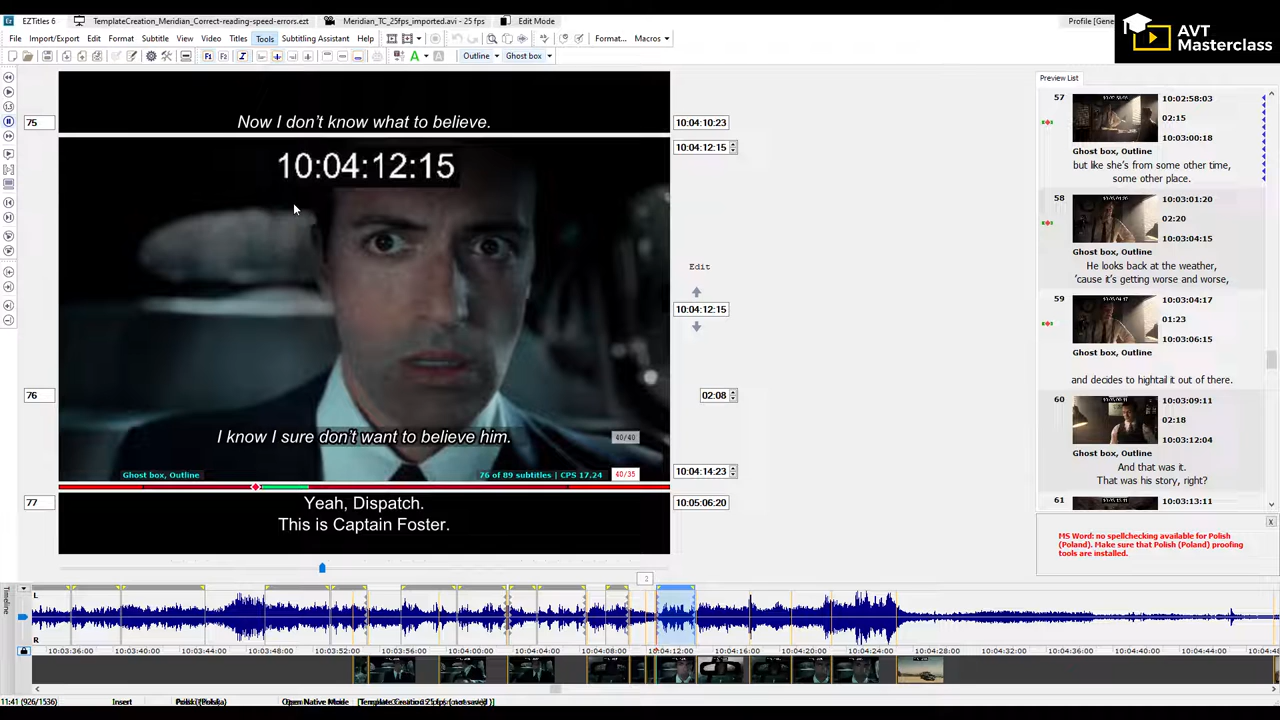 EZTitles 6
TemplateCreation_Meridian_Correct-reading-speed-errors.ezt
Meridian_TC_25fps_imported.avi - 25 fps
Edit Mode
Profile [Gene
AVT
Masterclass
File
Import/Export
Edit
Format
Subtitle
View
Video
Titles
Tools
Subtitling Assistant
Help
Format...
Macros
Outline
Ghost box
75
Now I don't know what to believe.
10:04:10:23
10:04:12:15
10:04:12:15
Edit
10:04:12:15
76
02:08
I know I sure don't want to believe him.
40/40
Ghost box, Outline
76 of 89 subtitles | CPS 17.24
40/35
10:04:14:23
77
Yeah, Dispatch.
This is Captain Foster.
10:05:06:20
Preview List
57
10:02:58:03
02:15
10:03:00:18
Ghost box, Outline
but like she's from some other time,
some other place.
58
10:03:01:20
02:20
10:03:04:15
Ghost box, Outline
He looks back at the weather,
'cause it's getting worse and worse,
59
10:03:04:17
01:23
10:03:06:15
Ghost box, Outline
and decides to hightail it out of there.
60
10:03:09:11
02:18
10:03:12:04
Ghost box, Outline
And that was it.
That was his story, right?
61
10:03:13:11
MS Word: no spellchecking available for Polish
(Poland). Make sure that Polish (Poland) proofing
tools are installed.
2
Timeline
L
R
10:03:36:00
10:03:40:00
10:03:44:00
10:03:48:00
10:03:52:00
10:03:56:00
10:04:00:00
10:04:04:00
10:04:08:00
10:04:12:00
10:04:16:00
10:04:20:00
10:04:24:00
10:04:28:00
10:04:32:00
10:04:36:00
10:04:40:00
10:04:44:00
10:04:48
11:41 (926/1536)
Insert
Open Native Mode